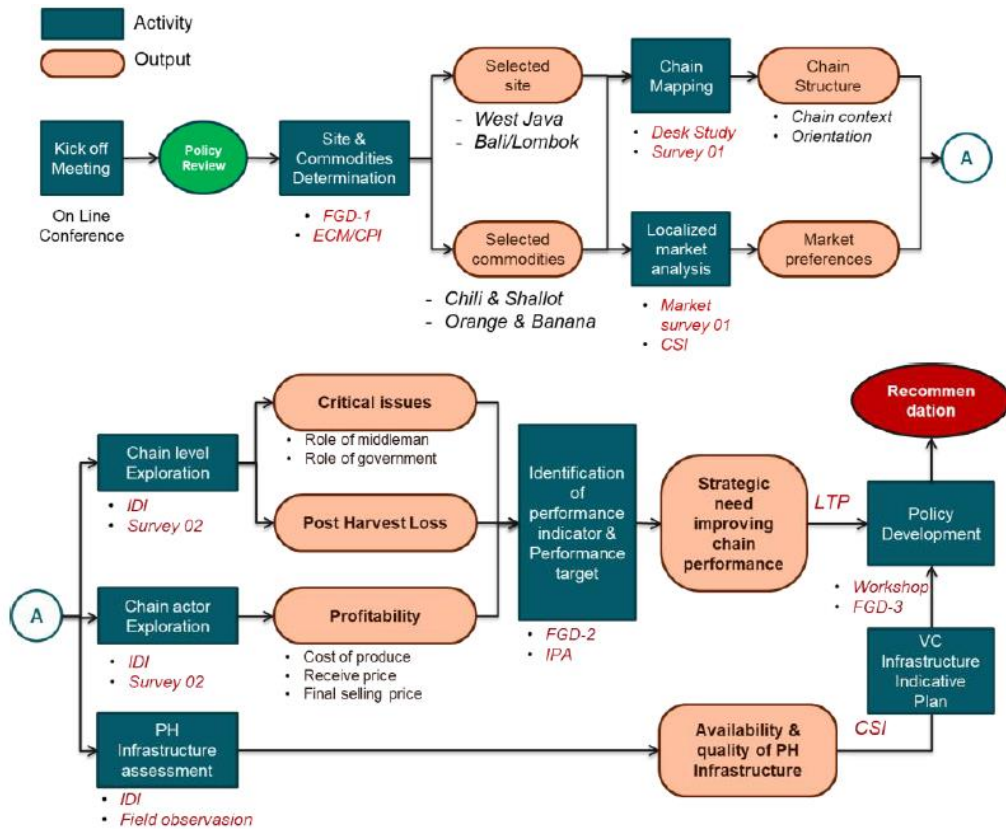 Activity
Output
Kick off
Meeting
On Line
Conference
Policy
Review
Site &
Commodities
Determination
• FGD-1
• ECM/CPI
Selected
site
- West Java
- Bali/Lombok
Selected
commodities
- Chili & Shallot
- Orange & Banana
Chain
Mapping
• Desk Study
• Survey 01
Localized
market
analysis
• Market
survey 01
• CSI
Chain
Structure
• Chain context
• Orientation
Market
preferences
A
A
Chain level
Exploration
• IDI
• Survey 02
Chain actor
Exploration
• IDI
• Survey 02
PH
Infrastructure
assessment
• IDI
• Field observasion
Critical issues
• Role of middleman
• Role of government
Post Harvest Loss
Profitability
• Cost of produce
• Receive price
• Final selling price
Identification
of
performance
indicator &
Performance
target
• FGD-2
• IPA
Strategic
need
improving
chain
performance
LTP
Availability &
quality of PH
Infrastructure
CSI
Recommen
dation
Policy
Development
• Workshop
• FGD-3
VC
Infrastructure
Indicative
Plan